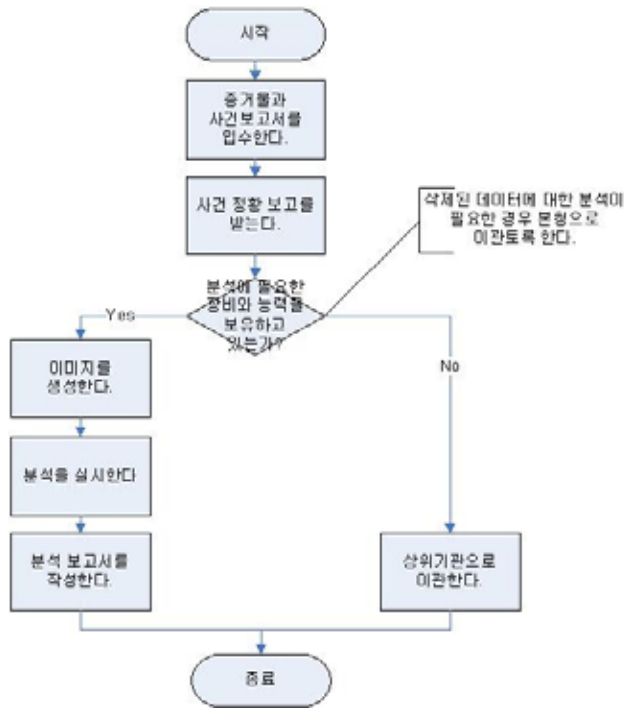 시작
증거물과
사건보고서를
입수한다.
사건 정황 보고를
받는다.
삭제된 데이터에 대한 분석이
필요한 경우 본청으로
이관토록 한다.
분석에 필요한
장비와 능력을
보유하고
있는가?
Yes
No
이미지를
생성한다.
분석을 실시한다
분석 보고서를
작성한다.
상위기관으로
이관한다.
종료